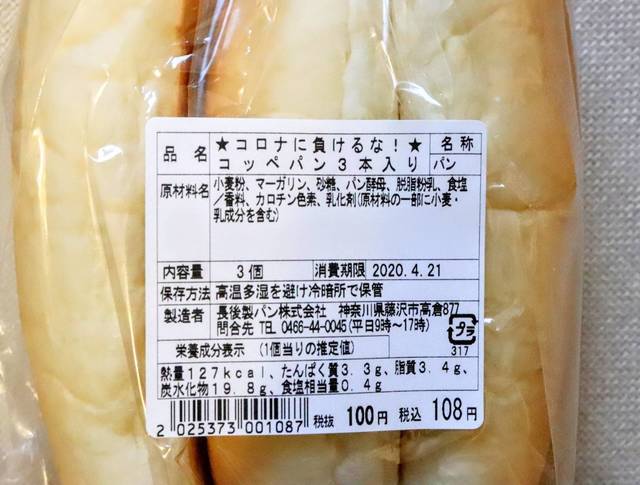 品名 ★コロナに負けるな!★ 名称
コッペパン3本入り パン
原材料名 小麦粉、マーガリン、砂糖、パン酵母、脱脂粉乳、食塩
/香料、カロチン色素、乳化剤(原材料の一部に小麦・
乳成分を含む)
内容量 3個 消費期限 2020.4.21
保存方法 高温多湿を避け冷暗所で保管
製造者 長後製パン株式会社 神奈川県藤沢市高倉877
問合先 TEL 0466-44-0045(平日9時~17時)
プラ
317
栄養成分表示 (1個当りの推定値)
熱量127kcal、たんぱく質3.3g、脂質3.4g、
炭水化物19.8g、食塩相当量0.4g
2 025373 001087 税抜 100円 税込 108円